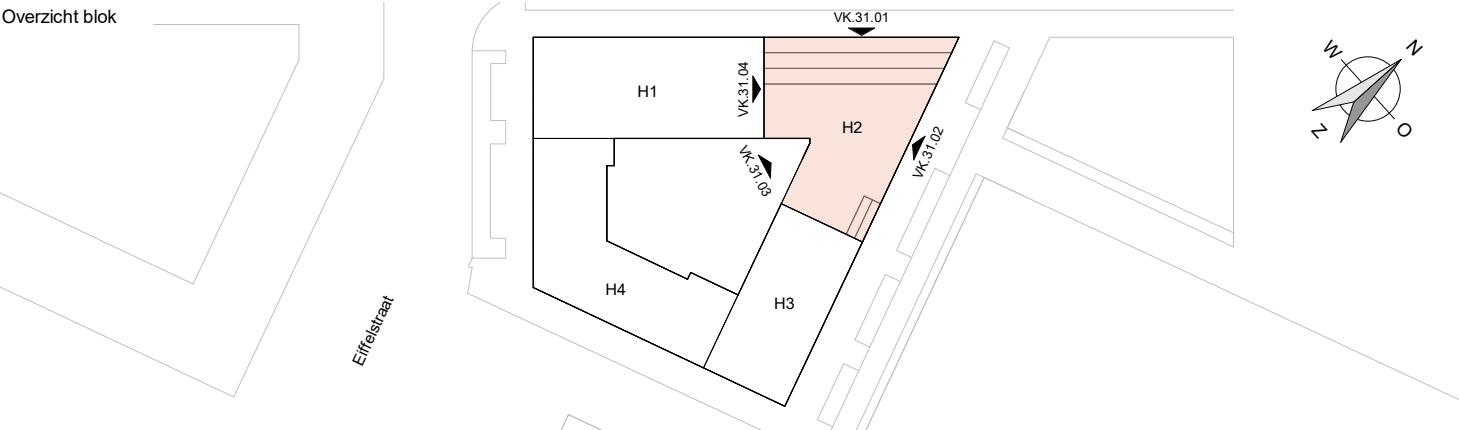 Overzicht blok
VK.31.01
W
N
H1
VK.31.04
H2
VK.31.02
Z
O
VK.31.03
H4
H3
Eiffelstraat